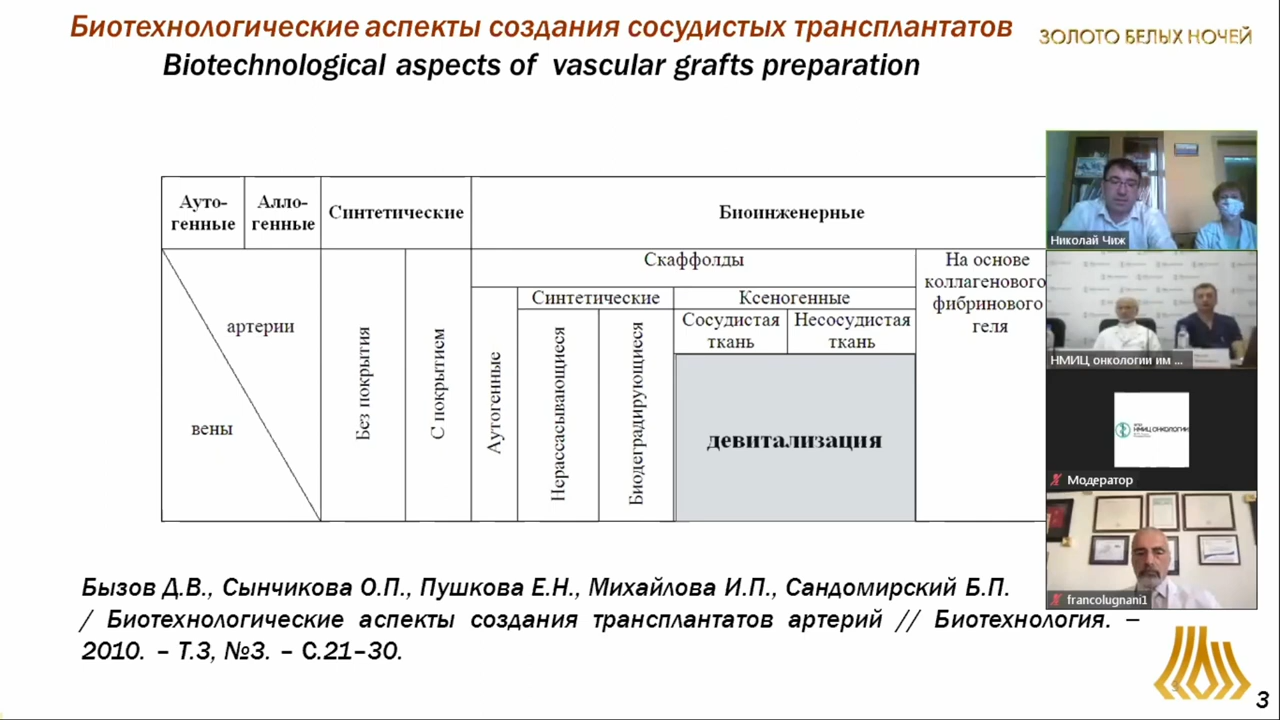 Биотехнологические аспекты создания сосудистых трансплантатов
Biotechnological aspects of vascular grafts preparation
ЗОЛОТО БЕЛЫХ НОЧЕЙ
Ауто-
генные
Алло-
генные
Синтетические
Биоинженерные
артерии
вены
Без покрытия
С покрытием
Скаффолды
Аутогенные
Синтетические
Нерассасывающиеся
Биодеградирующиеся
Ксеногенные
Сосудистая
ткань
Несосудистая
ткань
девитализация
На основе
коллагенового
фибринового
геля
Николай Чиж
НМИЦ онкологии им ...
НМИЦ ОНКОЛОГИИ
Модератор
francolugnani1
Бызов Д.В., Сынчикова О.П., Пушкова Е.Н., Михайлова И.П., Сандомирский Б.П.
/ Биотехнологические аспекты создания трансплантатов артерий // Биотехнология. –
2010. – Т.3, №3. – С.21–30.
3